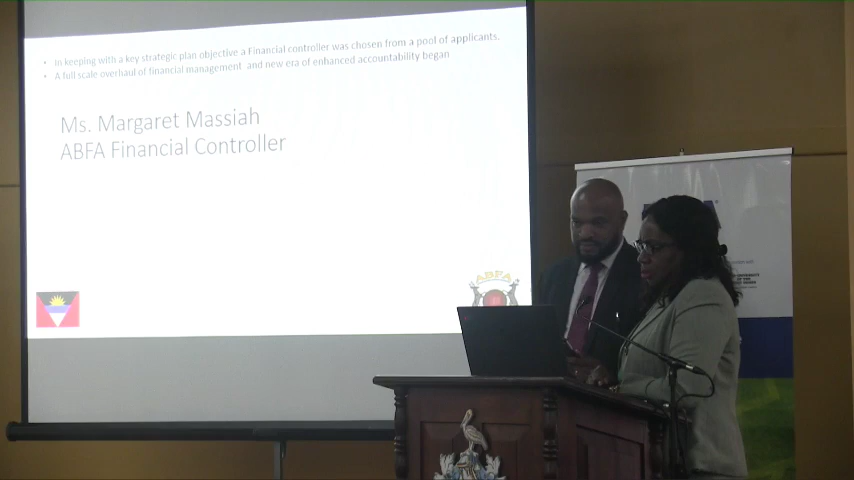 • In keeping with a key strategic plan objective a Financial controller was chosen from a pool of applicants.
• A full scale overhaul of financial management and new era of enhanced accountability began
Ms. Margaret Massiah
ABFA Financial Controller
ABFA